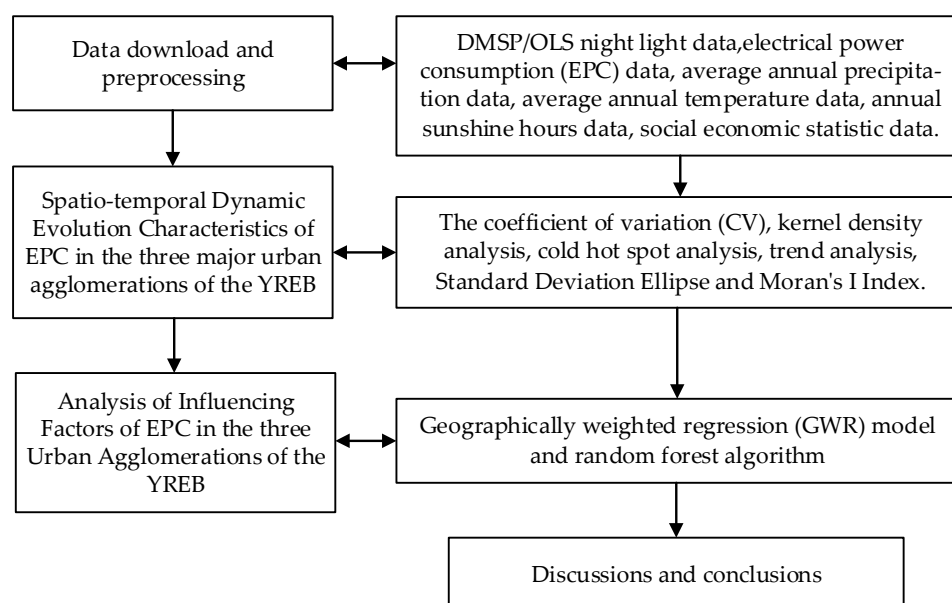 Data download and
preprocessing
DMSP/OLS night light data,electrical power
consumption (EPC) data, average annual precipita-
tion data, average annual temperature data, annual
sunshine hours data, social economic statistic data.
Spatio-temporal Dynamic
Evolution Characteristics of
EPC in the three major urban
agglomerations of the YREB
The coefficient of variation (CV), kernel density
analysis, cold hot spot analysis, trend analysis,
Standard Deviation Ellipse and Moran's I Index.
Analysis of Influencing
Factors of EPC in the three
Urban Agglomerations of the
YREB
Geographically weighted regression (GWR) model
and random forest algorithm
Discussions and conclusions